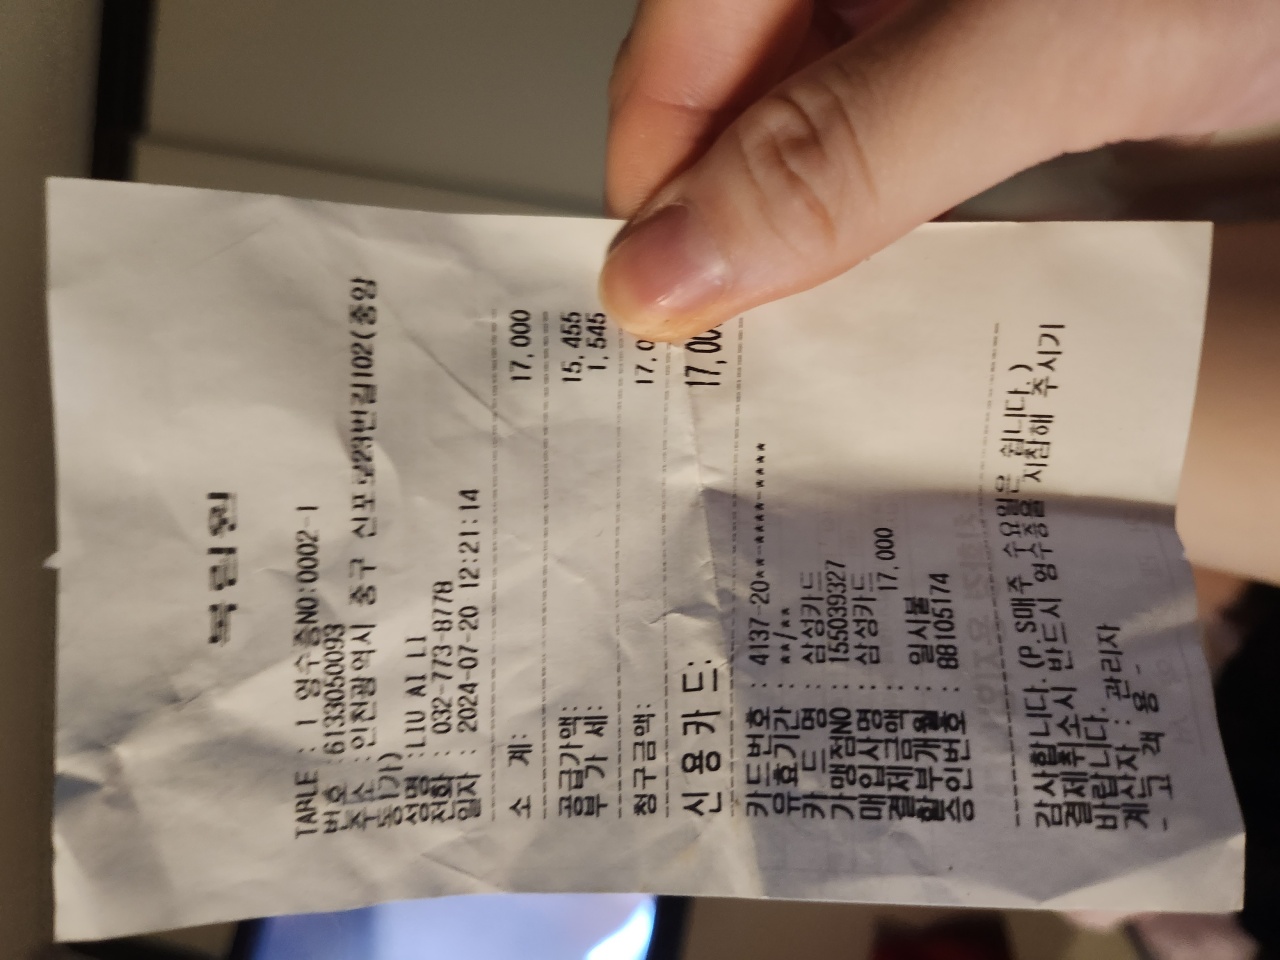 복림원
TABLE : 1 영수증NO:0002-1
번호 :6133050093
주 소 :인천광역시 중구 신포로23번길102(중앙
동1가)
성명 :LIU AI LI
전화 : 032-773-8778
일자 : 2024-07-20 12:21:14
소 계: 17,000
공급가액: 15,455
부 가 세: 1,545
청구금액: 17,0
신 용 카 드: 17,00
카드번호 : 4137-20**-****-****
유효기간 : **/**
카 드 명 : 삼성카드
가맹점NO : 155039327
매입사명 : 삼성카드
결제금액 : 17,000
할부개월 : 일시불
승인번호 : 88105174
감사합니다. (P.S매주 수요일은 쉽니다.)
결제취소시 반드시 영수증을 지참해 주시기
바랍니다.
계산자 : 관리자
- 고 객 용 -